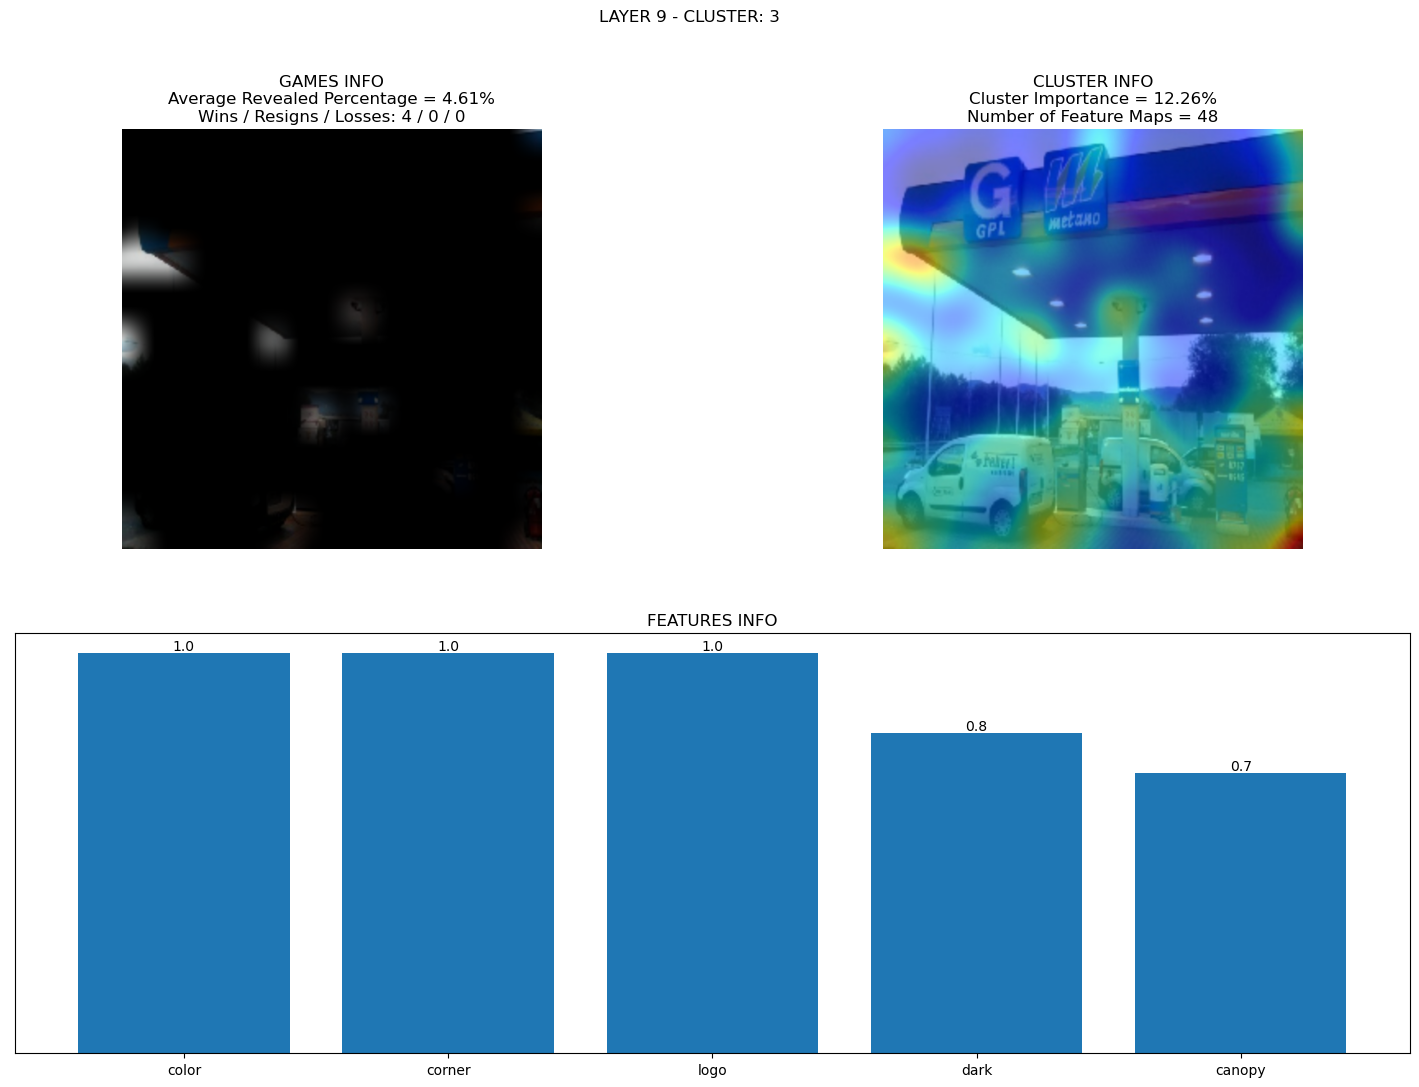 LAYER 9 - CLUSTER: 3
GAMES INFO
Average Revealed Percentage = 4.61%
Wins / Resigns / Losses: 4 / 0 / 0
CLUSTER INFO
Cluster Importance = 12.26%
Number of Feature Maps = 48
G
GPL
metano
FEATURES INFO
1.0
1.0
1.0
0.8
0.7
color
corner
logo
dark
canopy